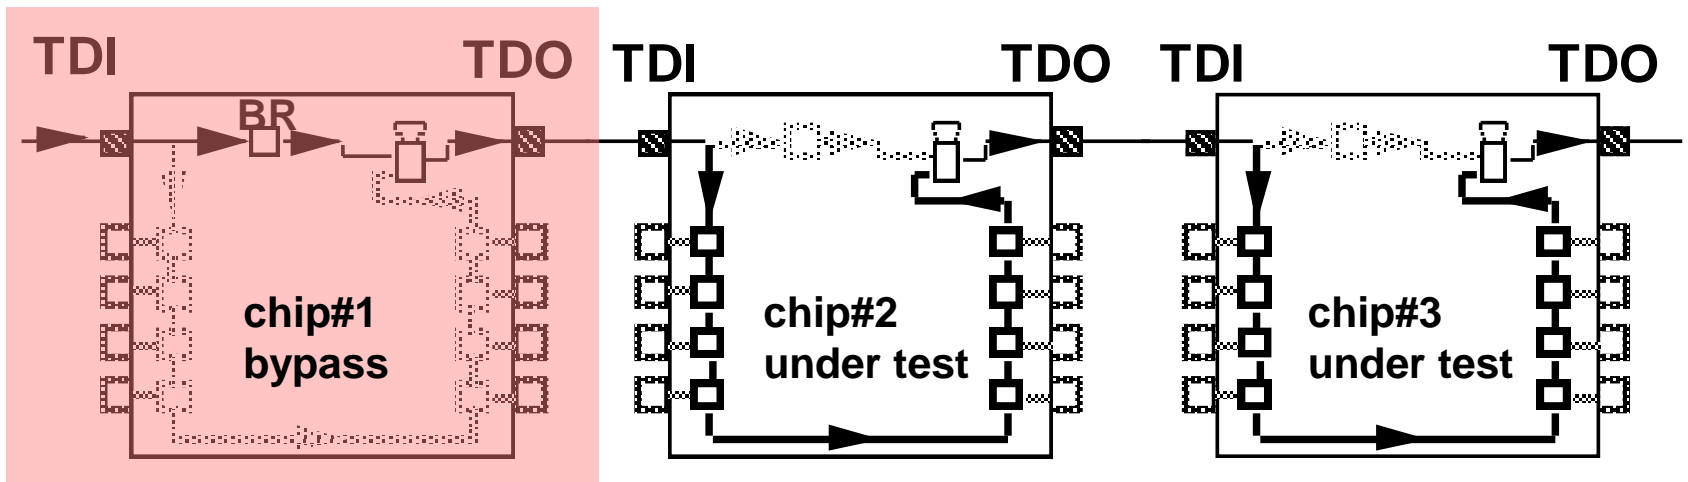 TDI TDO TDI TDO TDI TDO
BR
chip#1
bypass
chip#2
under test
chip#3
under test